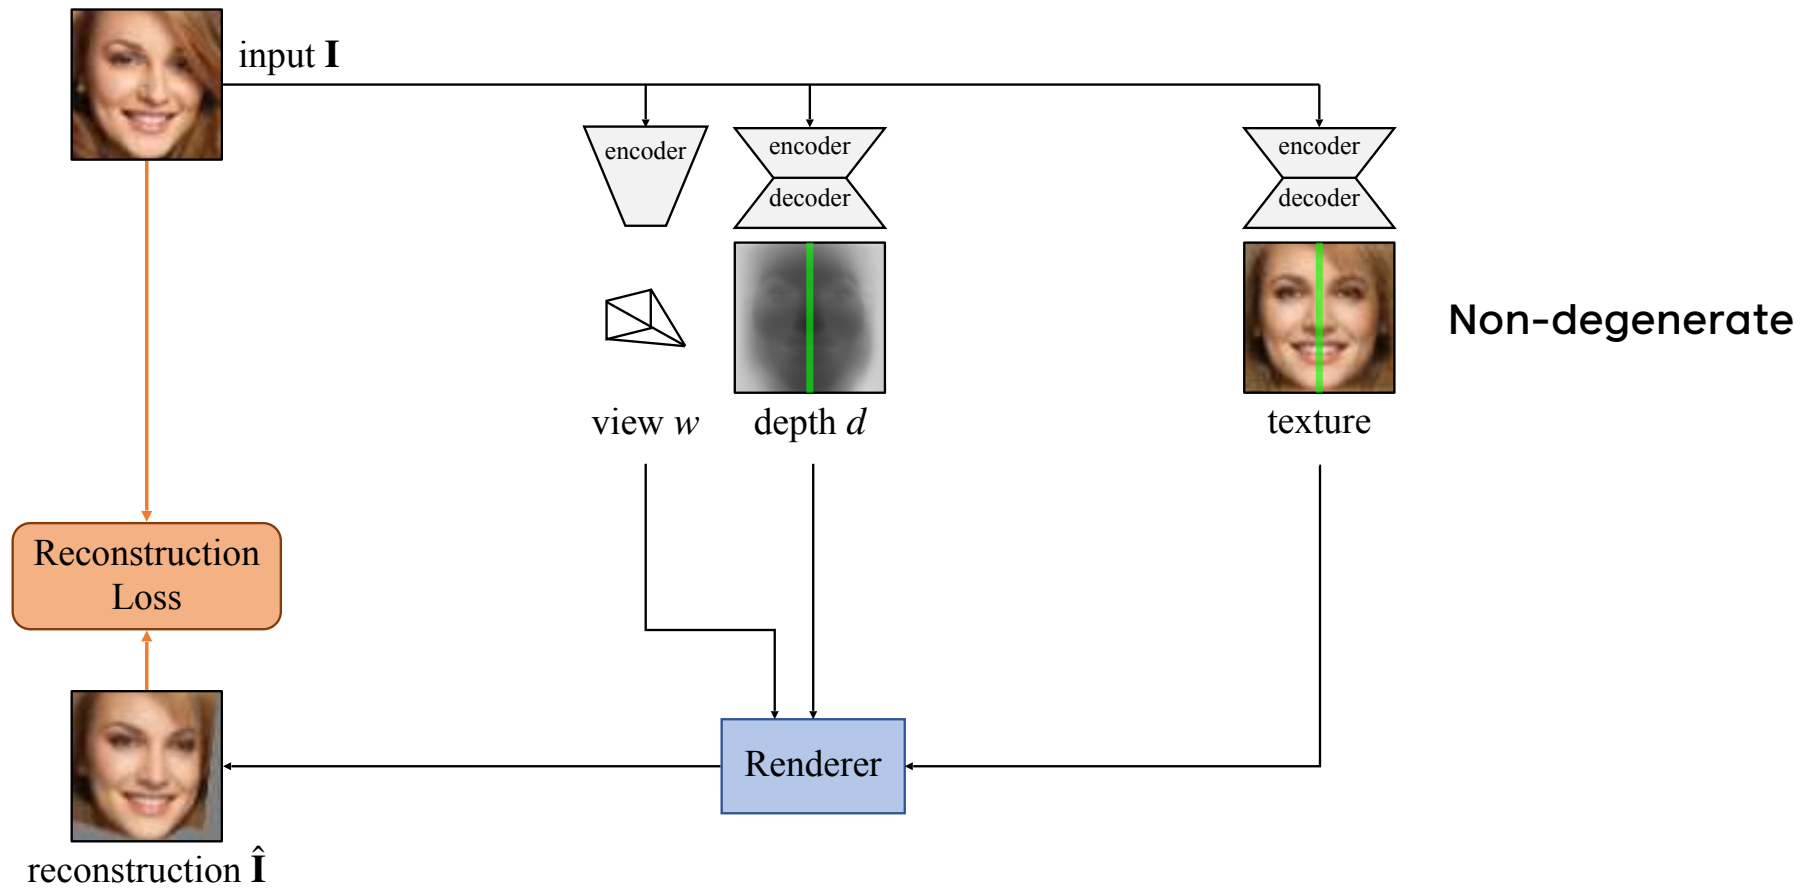 input I
encoder
encoder
decoder
encoder
decoder
Non-degenerate
view w
depth d
texture
Reconstruction
Loss
Renderer
reconstruction Î